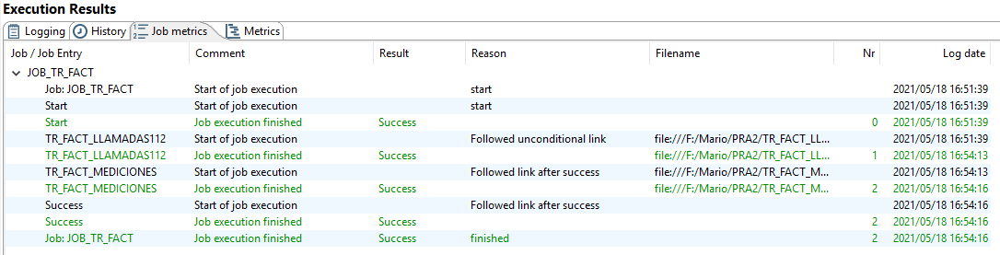 Execution Results
Logging History Job metrics Metrics
Job / Job Entry Comment Result Reason Filename Nr Log date
JOB_TR_FACT
Job: JOB_TR_FACT Start of job execution start 2021/05/18 16:51:39
Start Start of job execution start 2021/05/18 16:51:39
Start Job execution finished Success 0 2021/05/18 16:51:39
TR_FACT_LLAMADAS112 Start of job execution Followed unconditional link file:///F:/Mario/PRA2/TR_FACT_LL... 2021/05/18 16:51:39
TR_FACT_LLAMADAS112 Job execution finished Success file:///F:/Mario/PRA2/TR_FACT_LL... 1 2021/05/18 16:54:13
TR_FACT_MEDICIONES Start of job execution Followed link after success file:///F:/Mario/PRA2/TR_FACT_M... 2021/05/18 16:54:13
TR_FACT_MEDICIONES Job execution finished Success file:///F:/Mario/PRA2/TR_FACT_M... 2 2021/05/18 16:54:16
Success Start of job execution Followed link after success 2021/05/18 16:54:16
Success Job execution finished Success 2 2021/05/18 16:54:16
Job: JOB_TR_FACT Job execution finished Success finished 2 2021/05/18 16:54:16